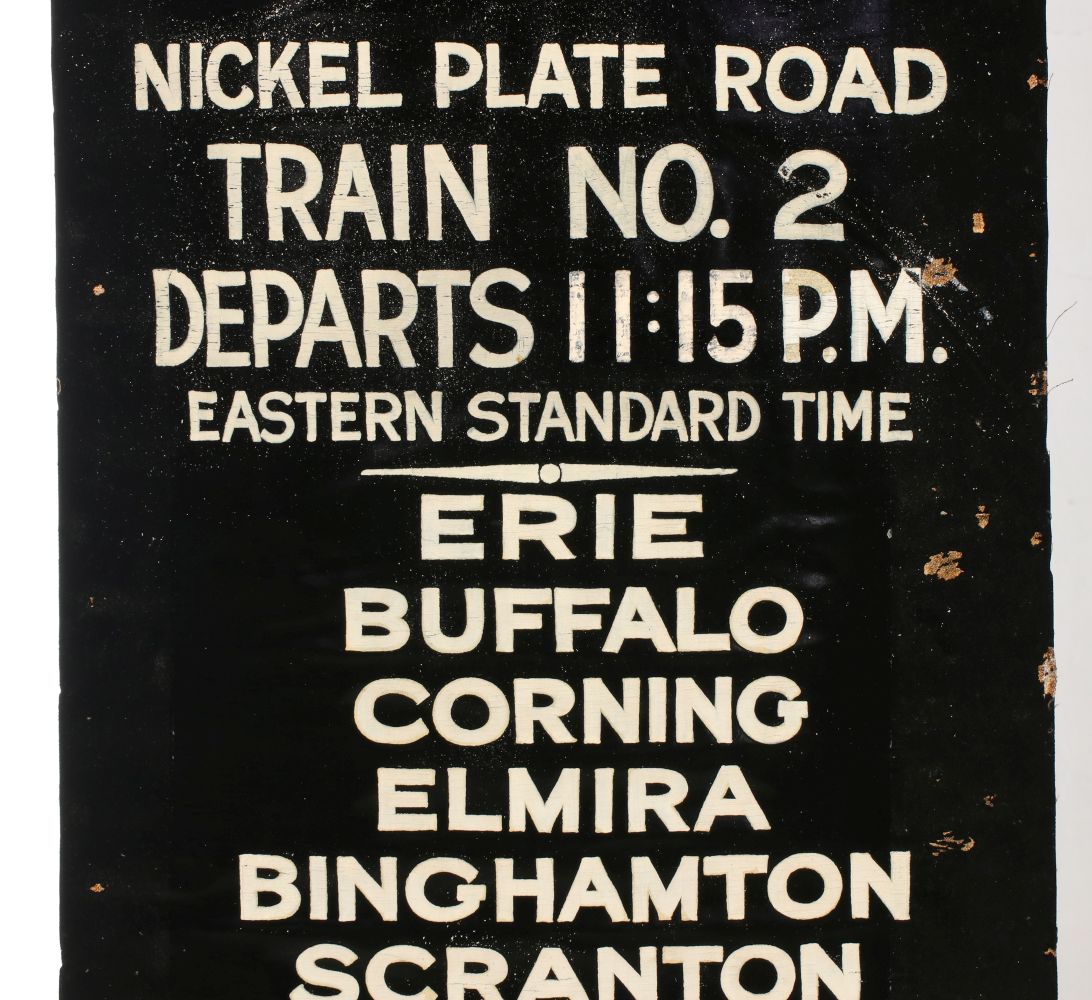 NICKEL PLATE ROAD
TRAIN NO. 2
DEPARTS 11:15 P.M.
EASTERN STANDARD TIME
ERIE
BUFFALO
CORNING
ELMIRA
BINGHAMTON
SCRANTON